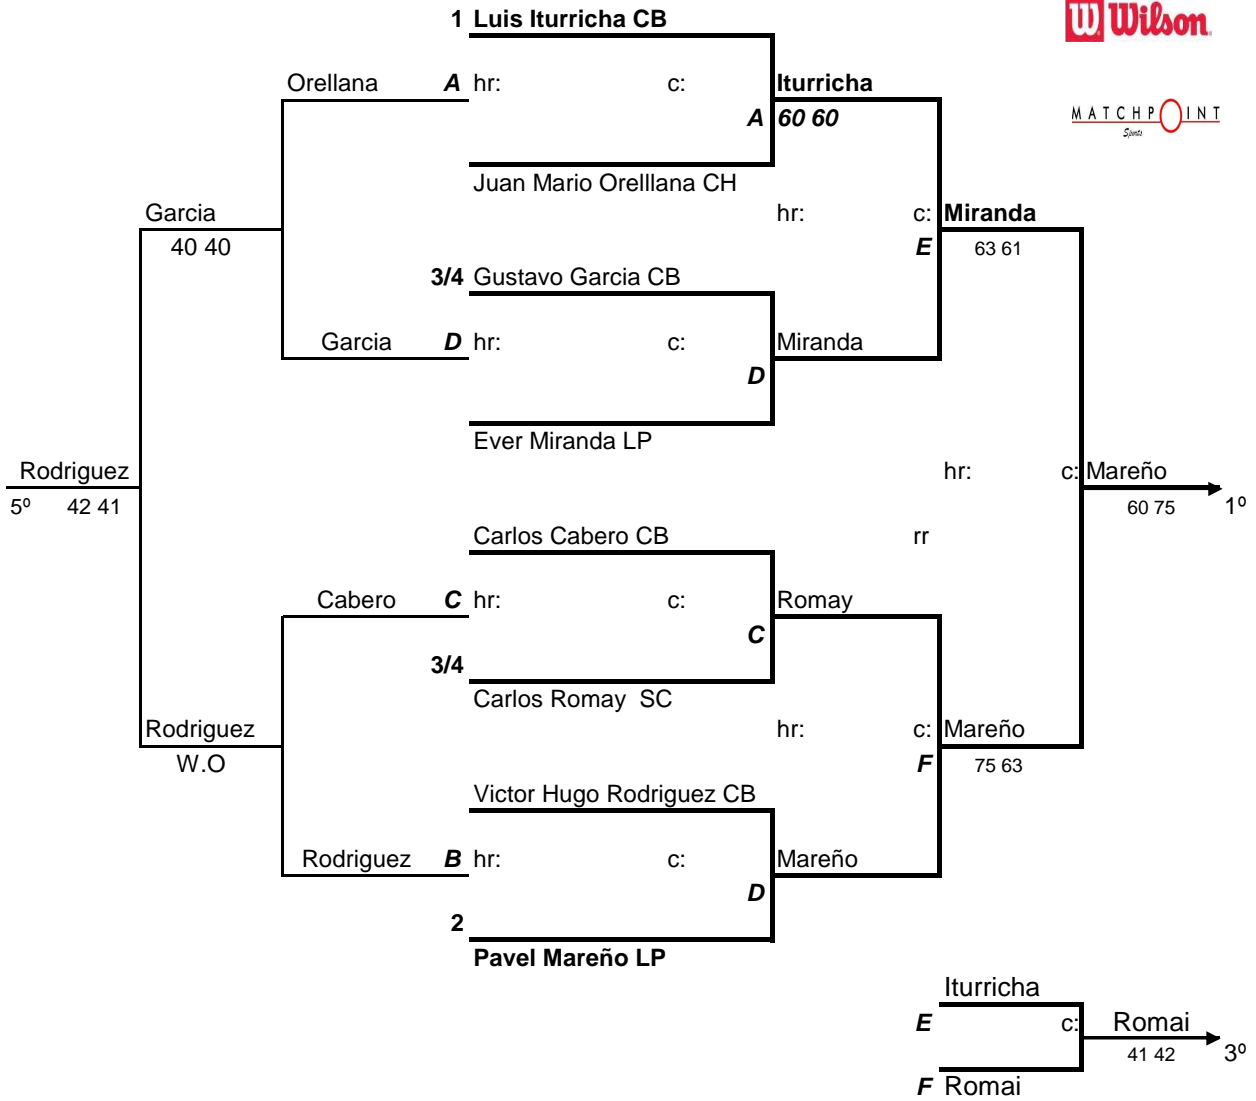 1 Luis Iturricha CB
Wilson
Orellana A hr: c: Iturricha
A 60 60
MATCHPOINT
Sports
Juan Mario Orelllana CH
Garcia hr: c: Miranda
40 40 E 63 61
3/4 Gustavo Garcia CB
Garcia D hr: c: Miranda
D
Ever Miranda LP
Rodriguez hr: c: Mareño
5º 42 41 60 75 1º
Carlos Cabero CB rr
Cabero C hr: c: Romay
C
3/4
Carlos Romay SC
Rodriguez hr: c: Mareño
W.O F 75 63
Victor Hugo Rodriguez CB
Rodriguez B hr: c: Mareño
D
2
Pavel Mareño LP
Iturricha
E c: Romai
41 42 3º
F Romai